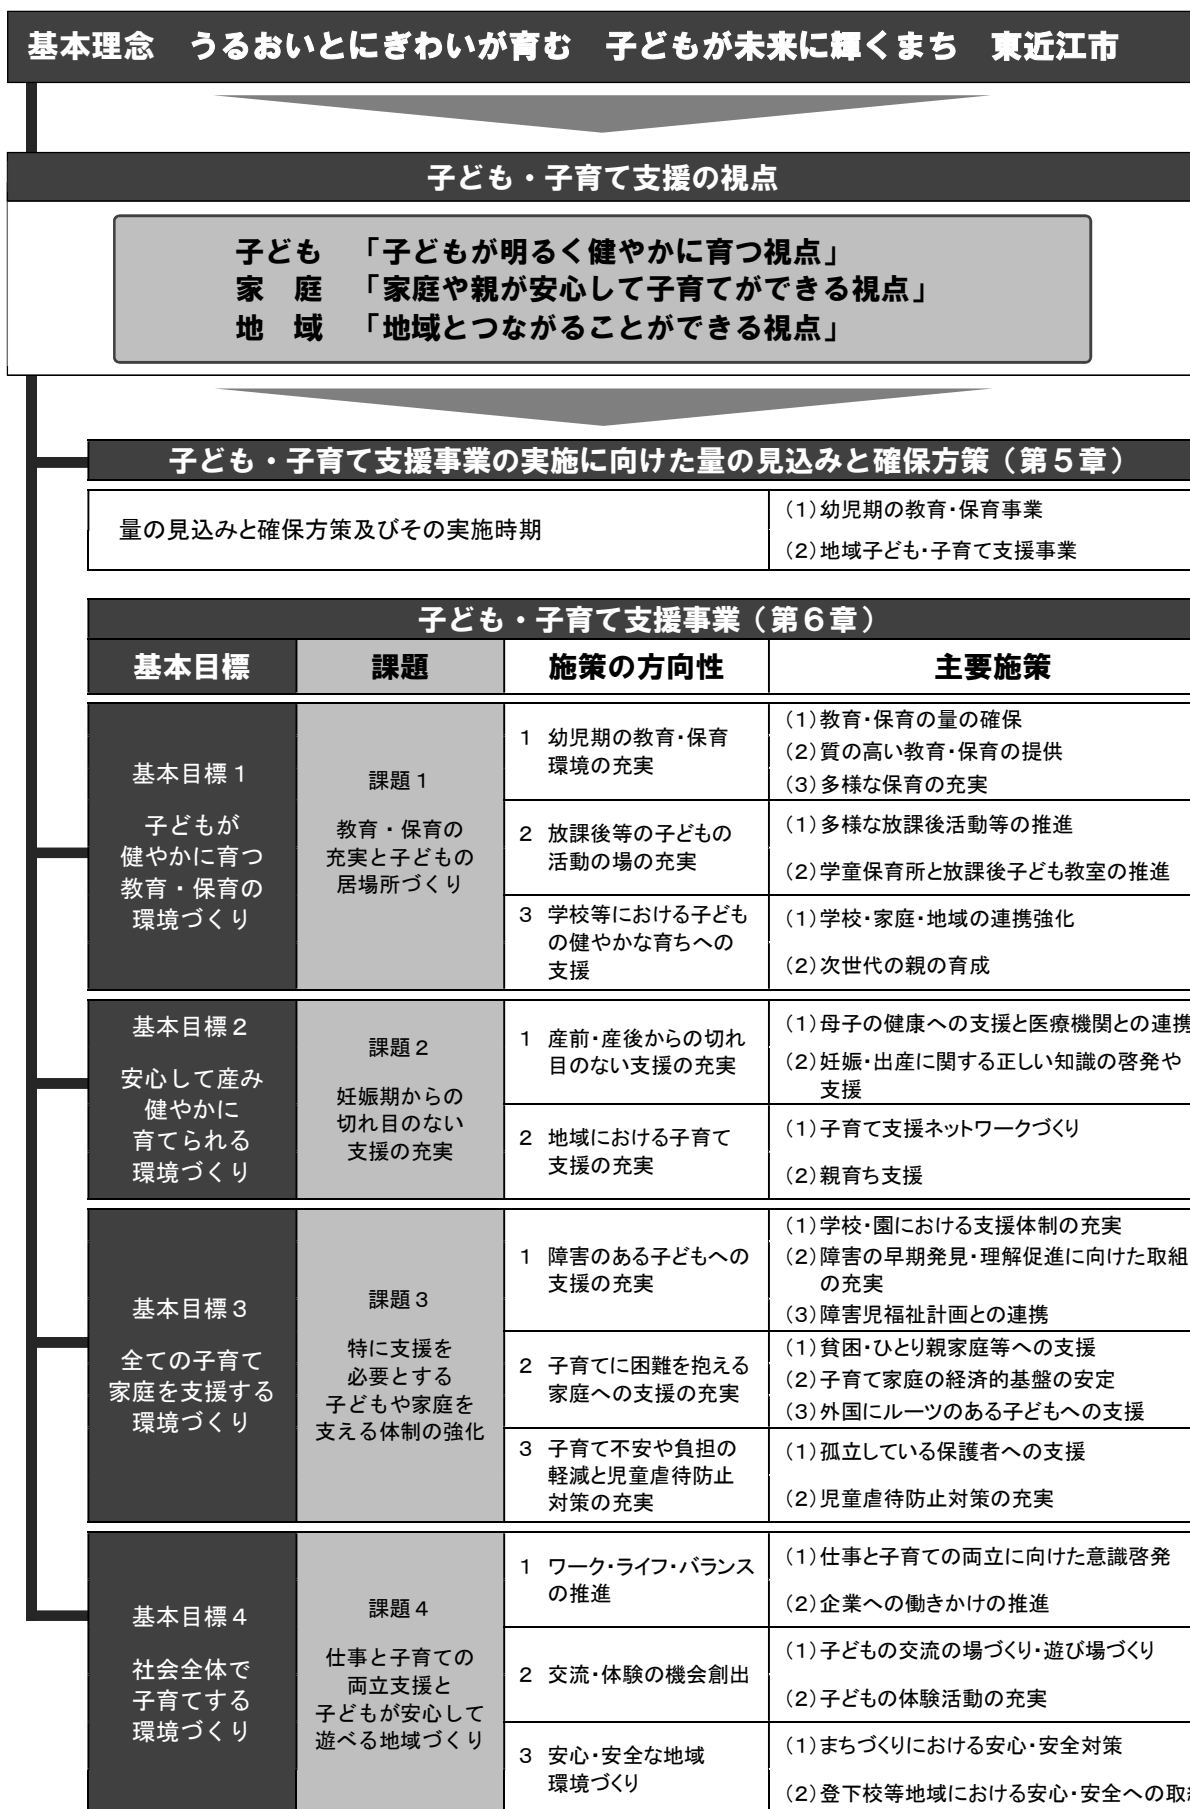 基本理念　うるおいとにぎわいが育む　子どもが未来に輝くまち　東近江市
子ども・子育て支援の視点
子ども　「子どもが明るく健やかに育つ視点」
家　庭　「家庭や親が安心して子育てができる視点」
地　域　「地域とつながることができる視点」
子ども・子育て支援事業の実施に向けた量の見込みと確保方策（第５章）
量の見込みと確保方策及びその実施時期
（1）幼児期の教育・保育事業
（2）地域子ども・子育て支援事業
子ども・子育て支援事業（第６章）
基本目標　課題　施策の方向性　主要施策
基本目標１
子どもが
健やかに育つ
教育・保育の
環境づくり
課題１
教育・保育の
充実と子どもの
居場所づくり
1　幼児期の教育・保育
環境の充実
（1）教育・保育の量の確保
（2）質の高い教育・保育の提供
（3）多様な保育の充実
2　放課後等の子どもの
活動の場の充実
（1）多様な放課後活動等の推進
（2）学童保育所と放課後子ども教室の推進
3　学校等における子ども
の健やかな育ちへの
支援
（1）学校・家庭・地域の連携強化
（2）次世代の親の育成
基本目標２
安心して産み
健やかに
育てられる
環境づくり
課題２
妊娠期からの
切れ目のない
支援の充実
1　産前・産後からの切れ
目のない支援の充実
（1）母子の健康への支援と医療機関との連携
（2）妊娠・出産に関する正しい知識の啓発や
支援
2　地域における子育て
支援の充実
（1）子育て支援ネットワークづくり
（2）親育ち支援
基本目標３
全ての子育て
家庭を支援する
環境づくり
課題３
特に支援を
必要とする
子どもや家庭を
支える体制の強化
1　障害のある子どもへの
支援の充実
（1）学校・園における支援体制の充実
（2）障害の早期発見・理解促進に向けた取組
の充実
（3）障害児福祉計画との連携
2　子育てに困難を抱える
家庭への支援の充実
（1）貧困・ひとり親家庭等への支援
（2）子育て家庭の経済的基盤の安定
（3）外国にルーツのある子どもへの支援
3　子育て不安や負担の
軽減と児童虐待防止
対策の充実
（1）孤立している保護者への支援
（2）児童虐待防止対策の充実
基本目標４
社会全体で
子育てする
環境づくり
課題４
仕事と子育ての
両立支援と
子どもが安心して
遊べる地域づくり
1　ワーク・ライフ・バランス
の推進
（1）仕事と子育ての両立に向けた意識啓発
（2）企業への働きかけの推進
2　交流・体験の機会創出
（1）子どもの交流の場づくり・遊び場づくり
（2）子どもの体験活動の充実
3　安心・安全な地域
環境づくり
（1）まちづくりにおける安心・安全対策
（2）登下校等地域における安心・安全への取組